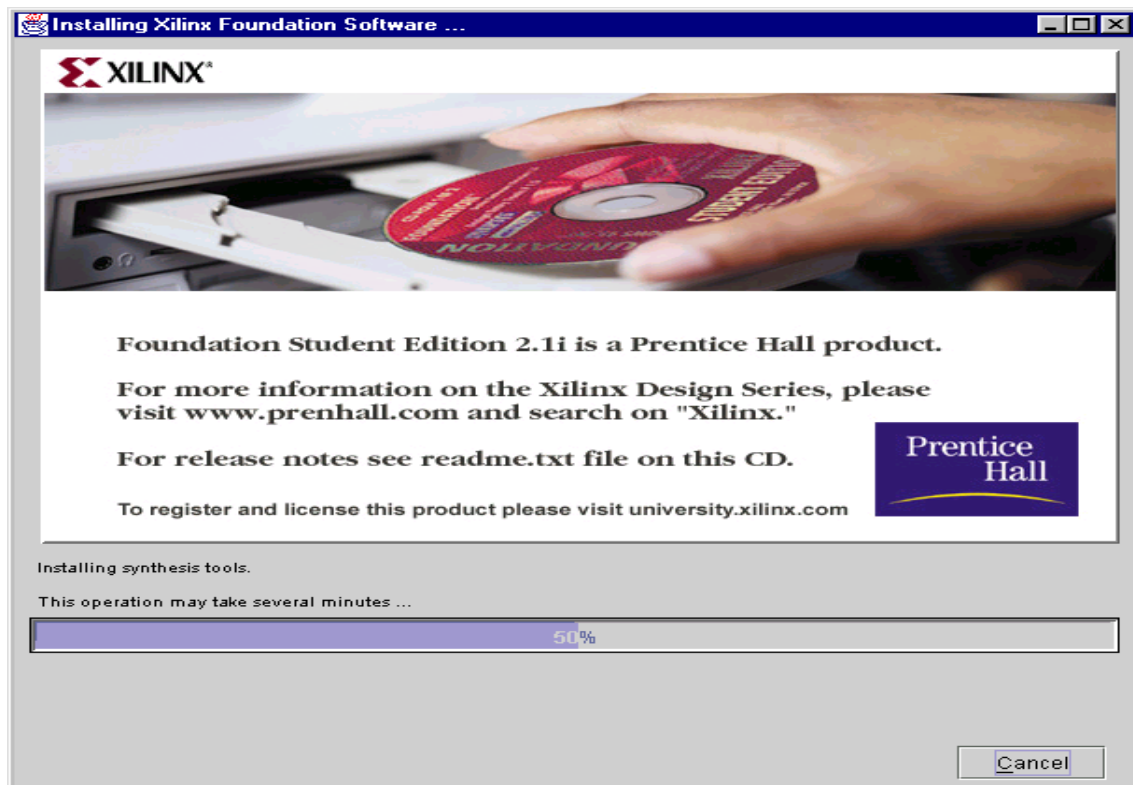 Installing Xilinx Foundation Software ...
XILINX®
STUDENT EDITION
FOUNDATION
Foundation Student Edition 2.1i is a Prentice Hall product.
For more information on the Xilinx Design Series, please
visit www.prenhall.com and search on "Xilinx."
For release notes see readme.txt file on this CD.
Prentice
Hall
To register and license this product please visit university.xilinx.com
Installing synthesis tools.
This operation may take several minutes ...
50%
Cancel